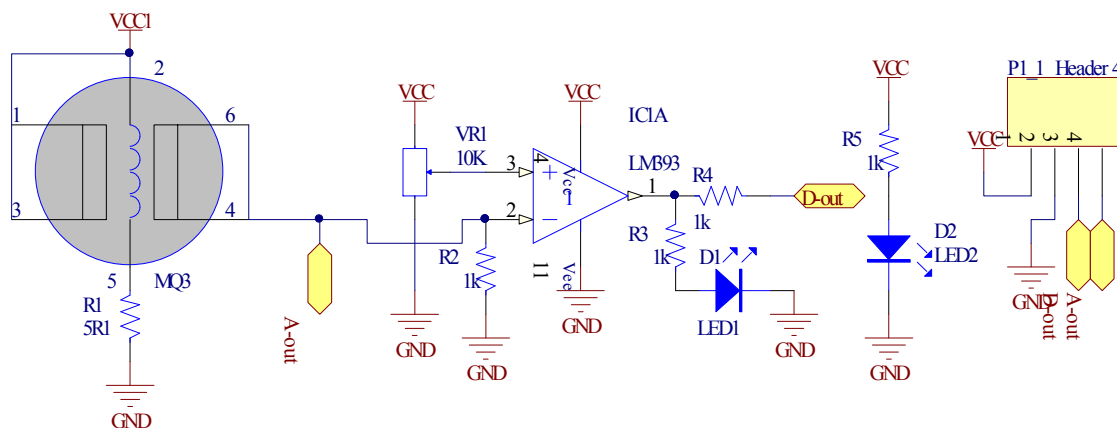 VCC1
2
1
6
3
4
5
MQ3
R1
5R1
GND
A-out
VCC
VR1
10K
GND
VCC
IC1A
LM393
3
4
+
Vcc
1
2
−
11
Vee
GND
1
R2
1k
GND
R4
1k
D-out
R3
1k
D1
LED1
GND
VCC
R5
1k
D2
LED2
GND
P1_1 Header 4
1
2
3
4
VCC
GND
D-out
A-out